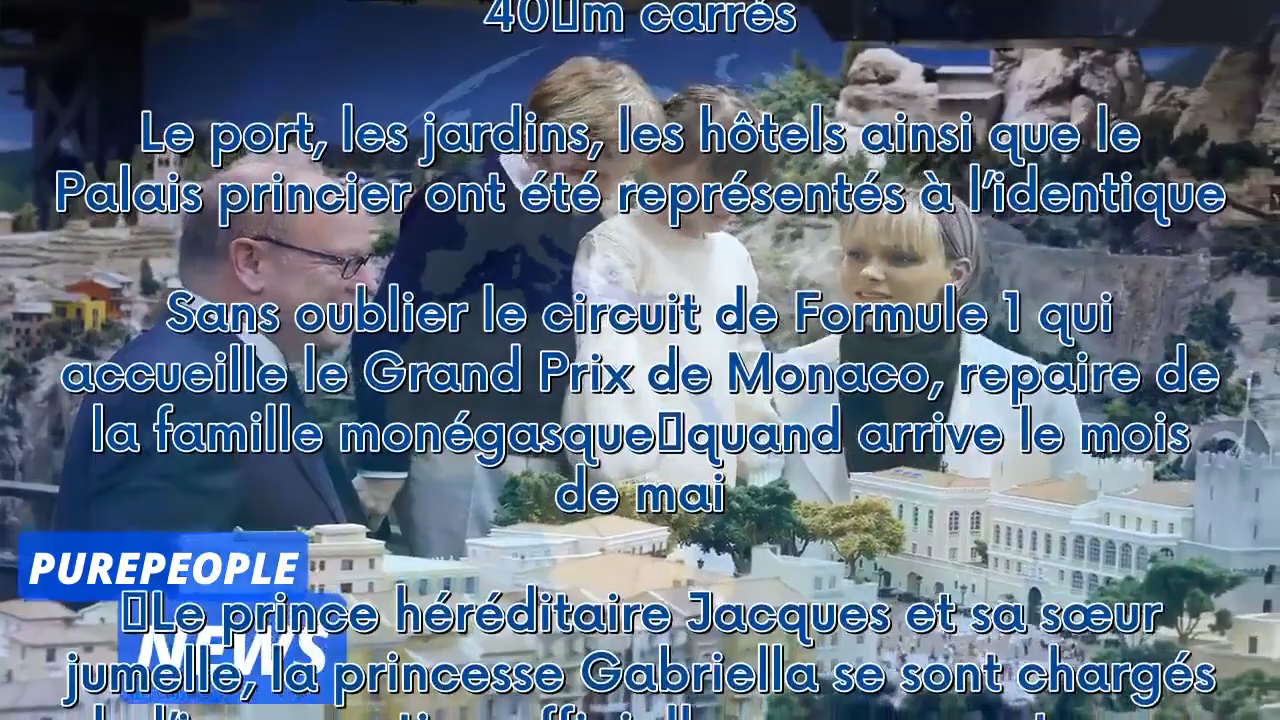 40 m carrés
Le port, les jardins, les hôtels ainsi que le
Palais princier ont été représentés à l'identique
Sans oublier le circuit de Formule 1 qui
accueille le Grand Prix de Monaco, repaire de
la famille monégasque quand arrive le mois
de mai
PUREPEOPLE
NEWS
Le prince héréditaire Jacques et sa sœur
jumelle, la princesse Gabriella se sont chargés